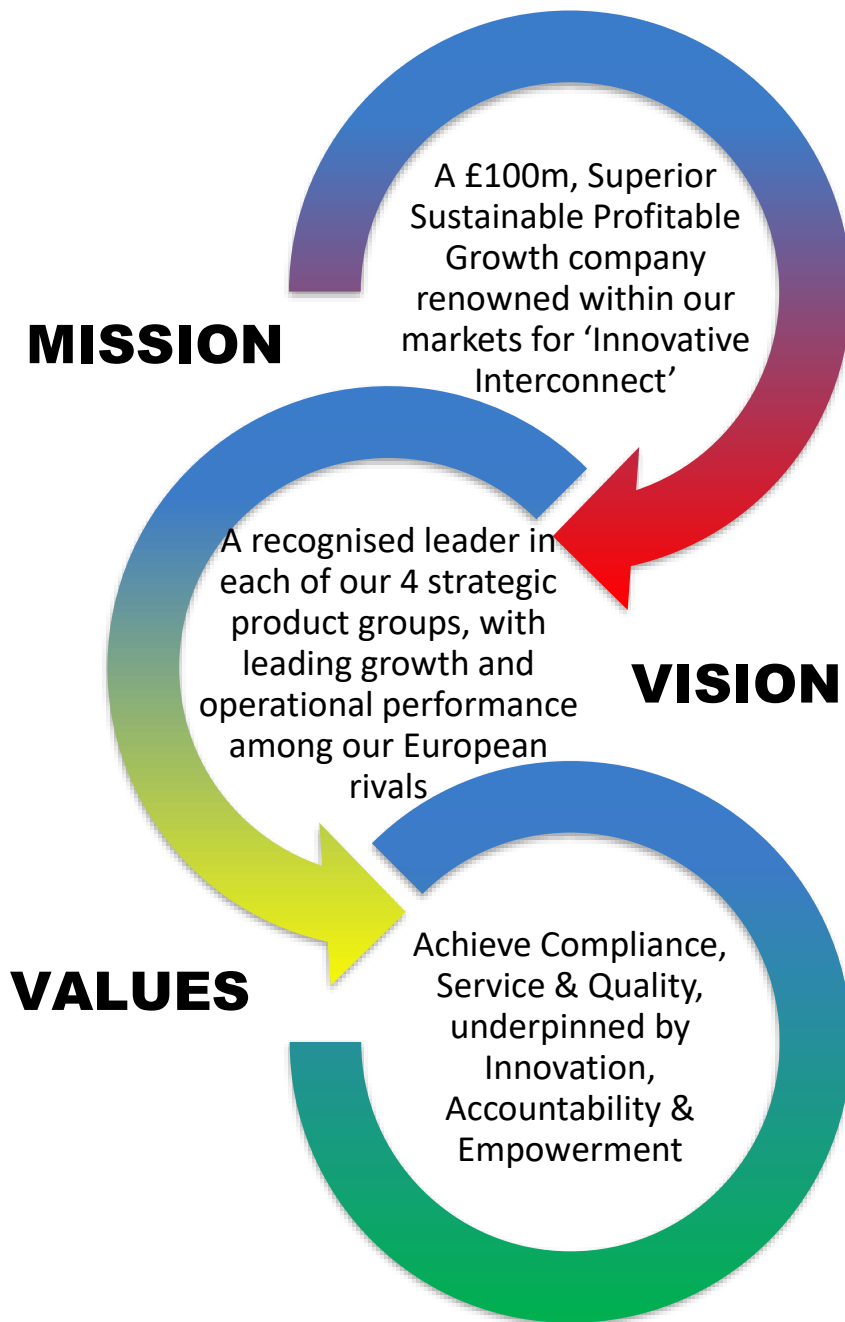 MISSION
A £100m, Superior
Sustainable Profitable
Growth company
renowned within our
markets for ‘Innovative
Interconnect’
VISION
A recognised leader in
each of our 4 strategic
product groups, with
leading growth and
operational performance
among our European
rivals
VALUES
Achieve Compliance,
Service & Quality,
underpinned by
Innovation,
Accountability &
Empowerment